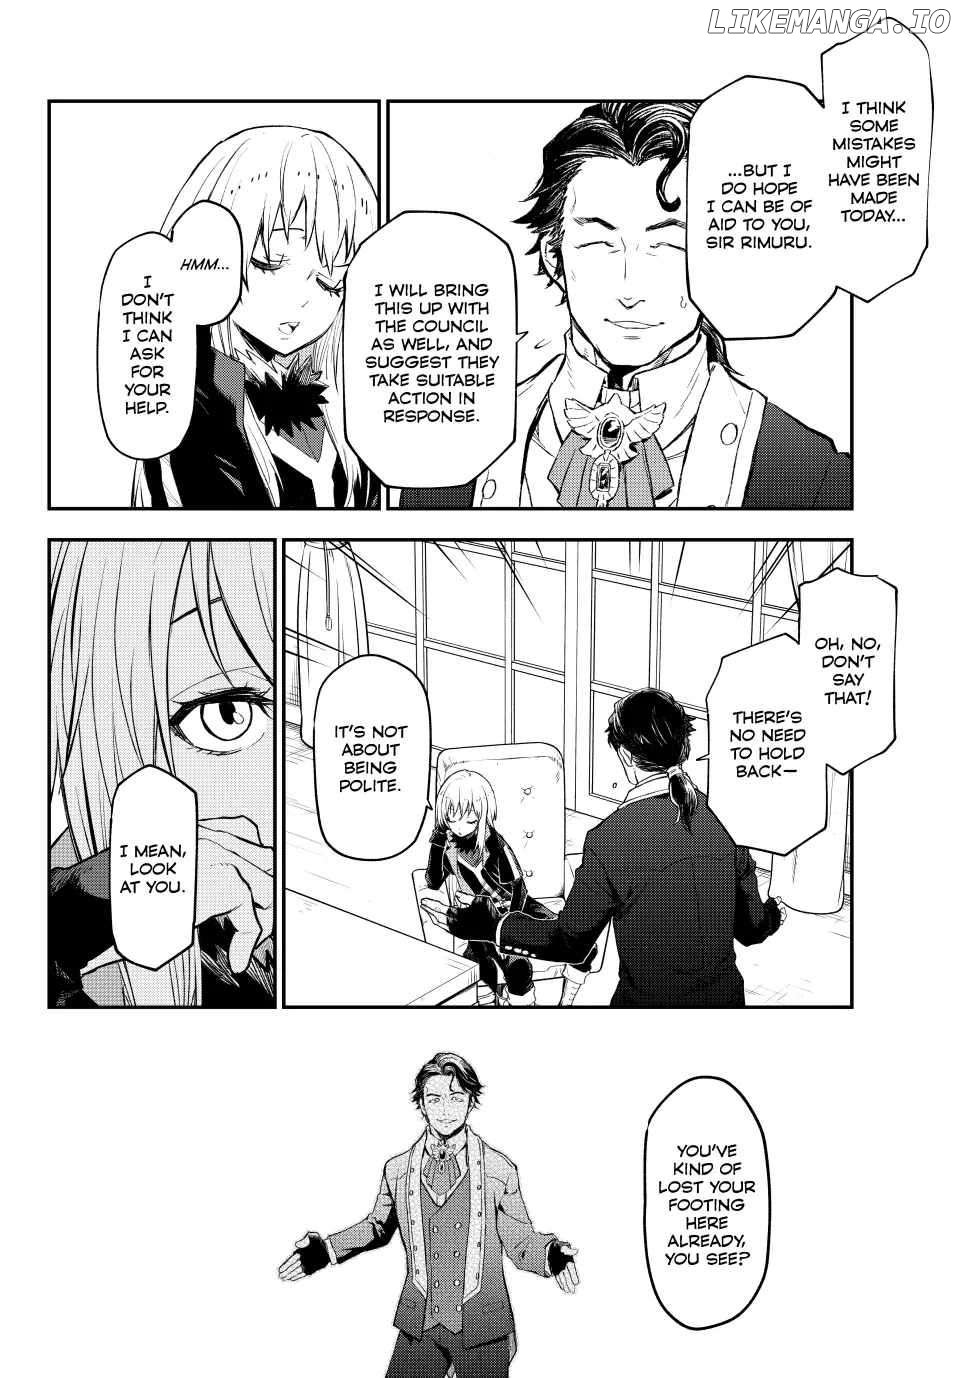 LIKEMANGA.IO
I THINK
SOME
MISTAKES
MIGHT
HAVE BEEN
MADE
TODAY...
...BUT I
DO HOPE
I CAN BE OF
AID TO YOU,
SIR RIMURU.
I WILL BRING
THIS UP WITH
THE COUNCIL
AS WELL, AND
SUGGEST THEY
TAKE SUITABLE
ACTION IN
RESPONSE.
HMM...
I
DON'T
THINK
I CAN
ASK
FOR
YOUR
HELP.
OH, NO,
DON'T
SAY
THAT!
THERE'S
NO NEED
TO HOLD
BACK—
IT'S NOT
ABOUT
BEING
POLITE.
I MEAN,
LOOK
AT YOU.
YOU'VE
KIND OF
LOST YOUR
FOOTING
HERE
ALREADY,
YOU SEE?